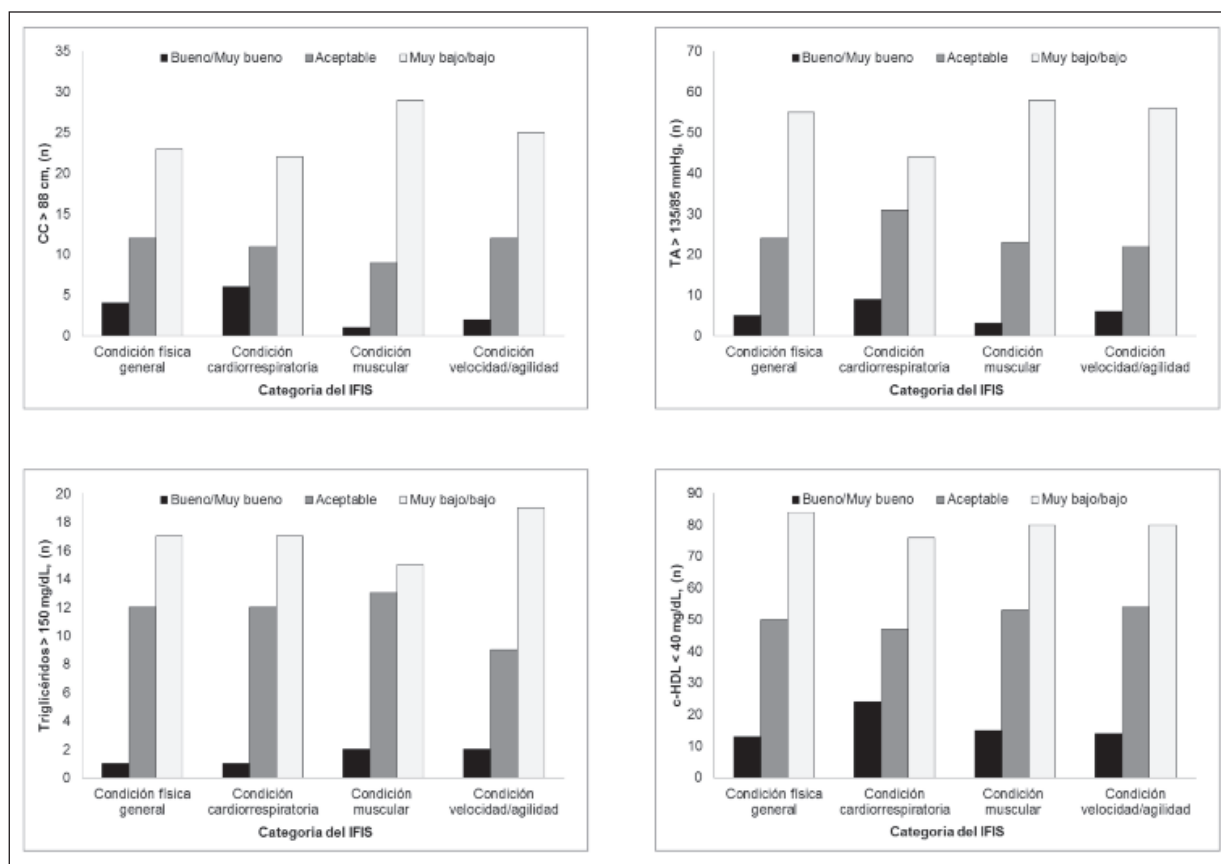 Bueno/Muy bueno Aceptable Muy bajo/bajo
CC > 88 cm, (n)
35
30
25
20
15
10
5
0
Condición física general
Condición cardiorrespiratoria
Condición muscular
Condición velocidad/agilidad
Categoria del IFIS
Bueno/Muy bueno Aceptable Muy bajo/bajo
TA > 135/85 mmHg, (n)
70
60
50
40
30
20
10
0
Condición física general
Condición cardiorrespiratoria
Condición muscular
Condición velocidad/agilidad
Categoria del IFIS
Bueno/Muy bueno Aceptable Muy bajo/bajo
Triglicéridos > 150 mg/dL, (n)
20
18
16
14
12
10
8
6
4
2
0
Condición física general
Condición cardiorrespiratoria
Condición muscular
Condición velocidad/agilidad
Categoria del IFIS
Bueno/Muy bueno Aceptable Muy bajo/bajo
c-HDL < 40 mg/dL, (n)
90
80
70
60
50
40
30
20
10
0
Condición física general
Condición cardiorrespiratoria
Condición muscular
Condición velocidad/agilidad
Categoria del IFIS